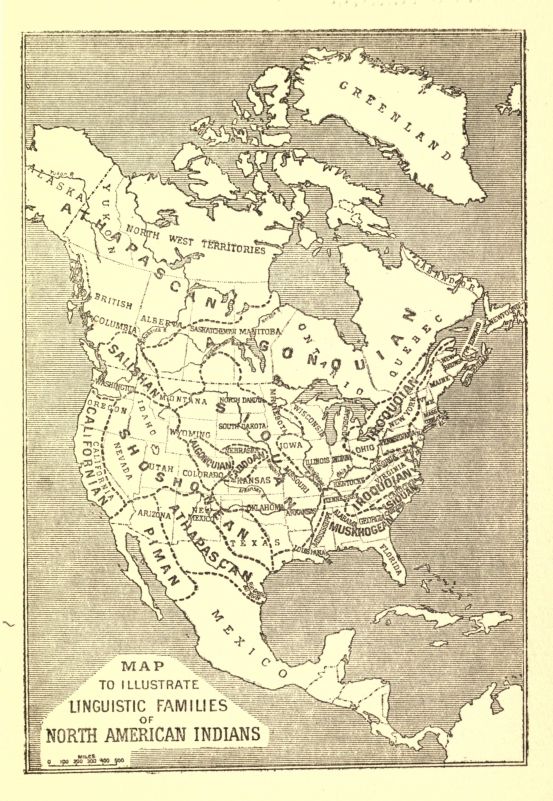 GREENLAND
ALASKA
YUKON
ATHAPASCAN
NORTH WEST TERRITORIES
LABRADOR
BRITISH
COLUMBIA
ALBERTA
SASKATCHEWAN
MANITOBA
ALGONQUIAN
ONTARIO
QUEBEC
SALISHAN
WASHINGTON
MONTANA
NORTH DAKOTA
WISCONSIN
IROQUOIAN
NEW YORK
MAINE
OREGON
IDAHO
SIOUAN
SOUTH DAKOTA
WYOMING
IOWA
NEBRASKA
CALIFORNIAN
CALIFORNIA
NEVADA
SHOSHONEAN
UTAH
COLORADO
ALGONQUIAN
KANSAS
MISSOURI
ILLINOIS
INDIANA
OHIO
KENTUCKY
VIRGINIA
IROQUOIAN
SIOUAN
ARIZONA
NEW
MEXICO
OKLAHOMA
ARKANSAS
TENNESSEE
ALABAMA
GEORGIA
MUSKHOGEAN
ATHAPASCAN
TEXAS
LOUISIANA
FLORIDA
PIMAN
MEXICO
MAP
TO ILLUSTRATE
LINGUISTIC FAMILIES
OF
NORTH AMERICAN INDIANS
MILES
0 100 200 300 400 500